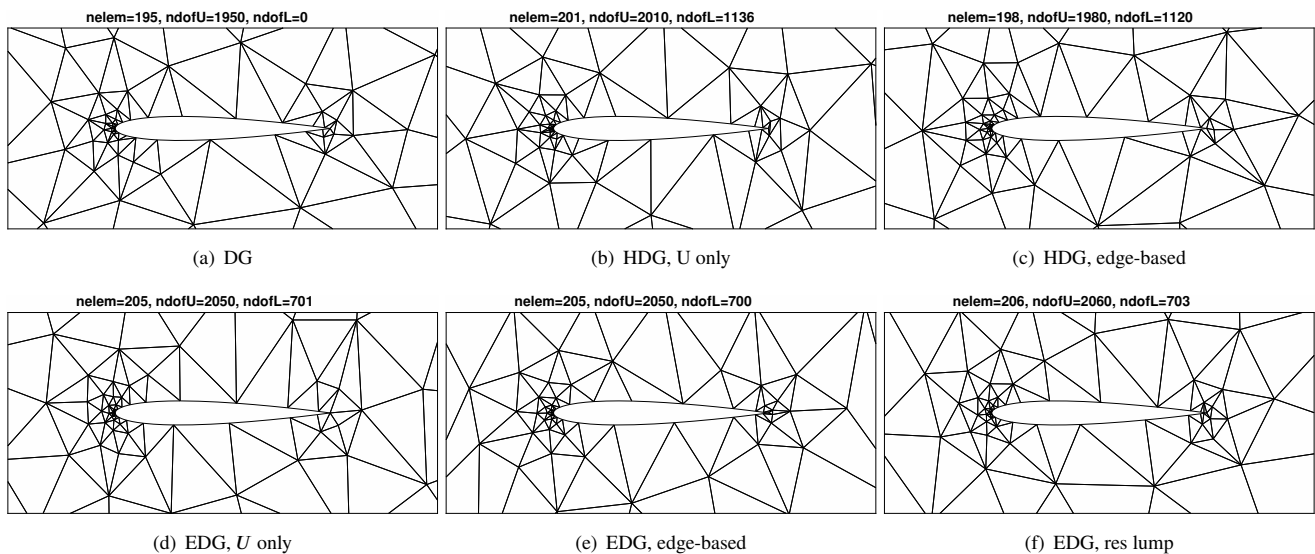 nelem=195, ndofU=1950, ndofL=0
nelem=201, ndofU=2010, ndofL=1136
nelem=198, ndofU=1980, ndofL=1120
(a) DG
(b) HDG, U only
(c) HDG, edge-based
nelem=205, ndofU=2050, ndofL=701
nelem=205, ndofU=2050, ndofL=700
nelem=206, ndofU=2060, ndofL=703
(d) EDG, U only
(e) EDG, edge-based
(f) EDG, res lump